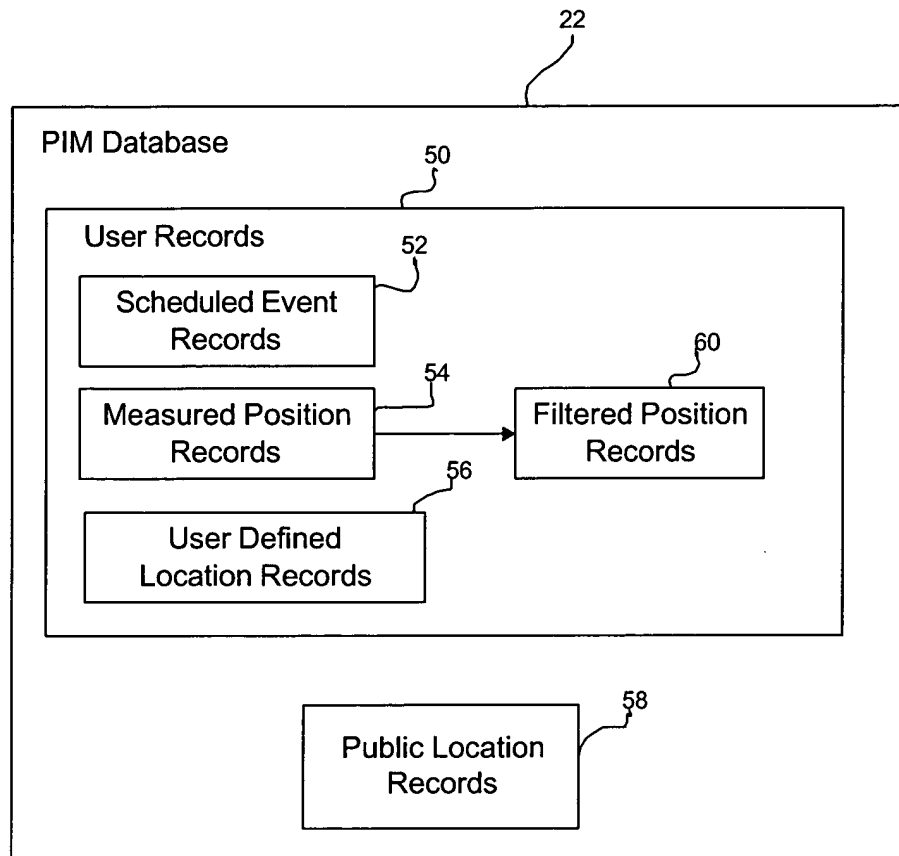 22
PIM Database
50
User Records
52
Scheduled Event
Records
54
Measured Position
Records
60
Filtered Position
Records
56
User Defined
Location Records
58
Public Location
Records